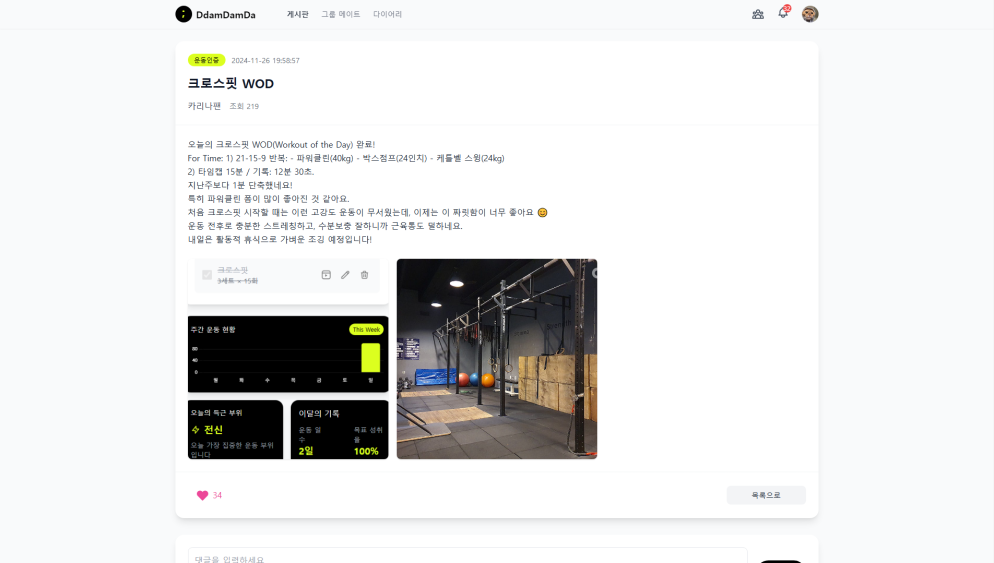 DdamDamDa 게시판 그룹 메이트 다이어리
운동인증 2024-11-26 19:58:57
크로스핏 WOD
카리나팬 조회 219
오늘의 크로스핏 WOD(Workout of the Day) 완료!
For Time: 1) 21-15-9 반복: - 파워클린(40kg) - 박스점프(24인치) - 케틀벨 스윙(24kg)
2) 타임캡 15분 / 기록: 12분 30초.
지난주보다 1분 단축했네요!
특히 파워클린 폼이 많이 좋아진 것 같아요.
처음 크로스핏 시작할 때는 이런 고강도 운동이 무서웠는데, 이제는 이 짜릿함이 너무 좋아요 😊
운동 전후로 충분한 스트레칭하고, 수분보충 잘하니까 근육통도 덜하네요.
내일은 활동적 휴식으로 가벼운 조깅 예정입니다!
크로스핏
3세트 × 15회
주간 운동 현황 This Week
80
40
0
월 화 수 목 금 토 일
오늘의 득근 부위
전신
오늘 가장 집중한 운동 부위
입니다
이달의 기록
운동 일수 목표 성취율
2일 100%
34
목록으로
댓글을 입력하세요